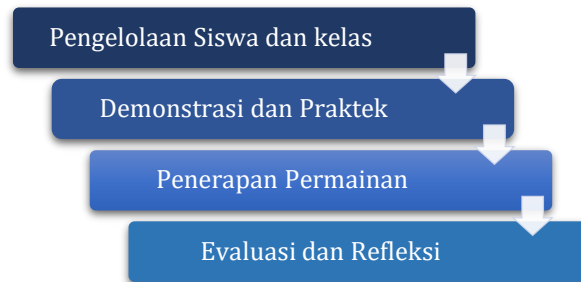 Pengelolaan Siswa dan kelas
Demonstrasi dan Praktek
Penerapan Permainan
Evaluasi dan Refleksi